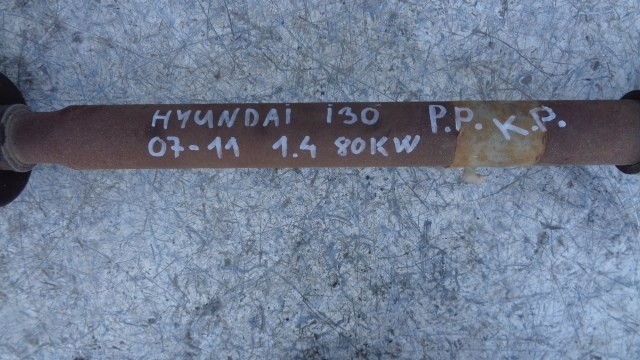 HYUNDAi i30 P.P. K.P.
07-11 1.4 80KW